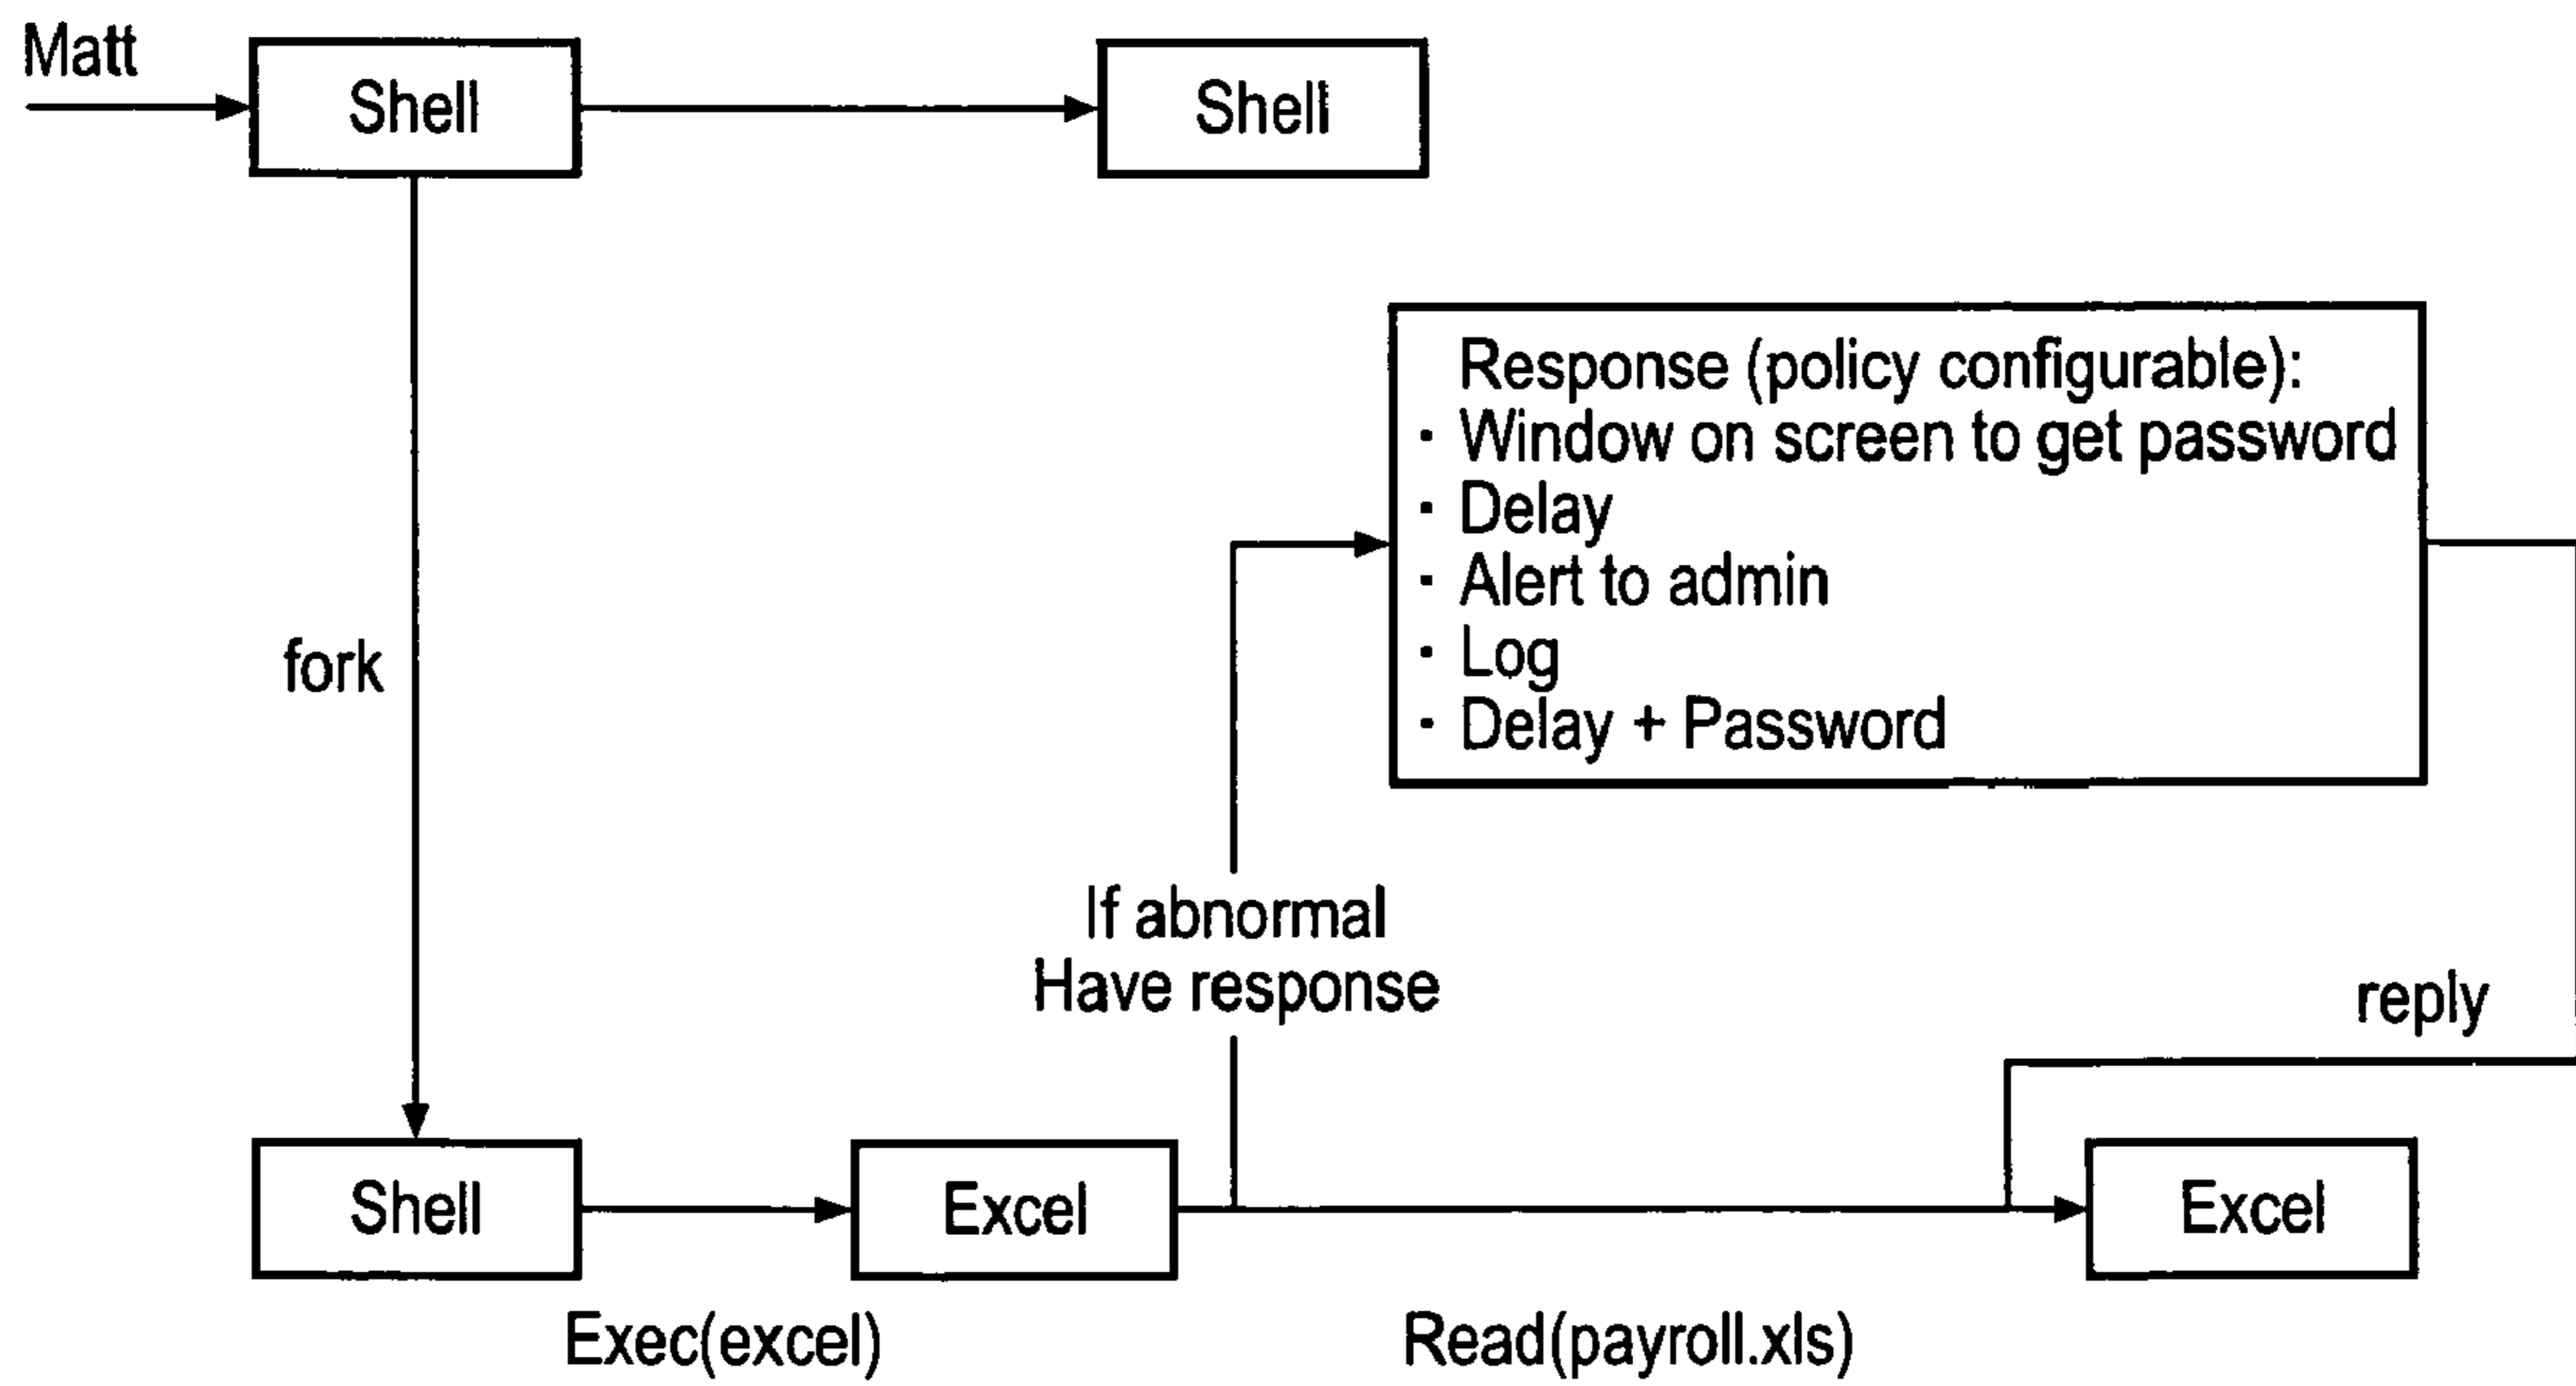 Matt
Shell
Shell
Response (policy configurable):
· Window on screen to get password
· Delay
· Alert to admin
· Log
· Delay + Password
fork
If abnormal
Have response
reply
Shell
Excel
Excel
Exec(excel)
Read(payroll.xls)